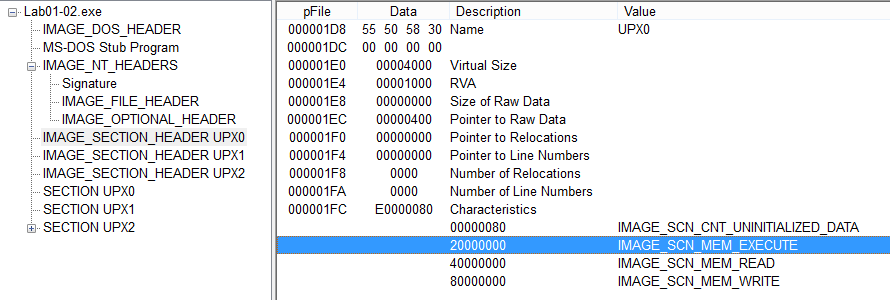 Lab01-02.exe
IMAGE_DOS_HEADER
MS-DOS Stub Program
IMAGE_NT_HEADERS
Signature
IMAGE_FILE_HEADER
IMAGE_OPTIONAL_HEADER
IMAGE_SECTION_HEADER UPX0
IMAGE_SECTION_HEADER UPX1
IMAGE_SECTION_HEADER UPX2
SECTION UPX0
SECTION UPX1
SECTION UPX2
pFile Data Description Value
000001D8 55 50 58 30 Name UPX0
000001DC 00 00 00 00
000001E0 00004000 Virtual Size
000001E4 00001000 RVA
000001E8 00000000 Size of Raw Data
000001EC 00000400 Pointer to Raw Data
000001F0 00000000 Pointer to Relocations
000001F4 00000000 Pointer to Line Numbers
000001F8 0000 Number of Relocations
000001FA 0000 Number of Line Numbers
000001FC E0000080 Characteristics
00000080 IMAGE_SCN_CNT_UNINITIALIZED_DATA
20000000 IMAGE_SCN_MEM_EXECUTE
40000000 IMAGE_SCN_MEM_READ
80000000 IMAGE_SCN_MEM_WRITE